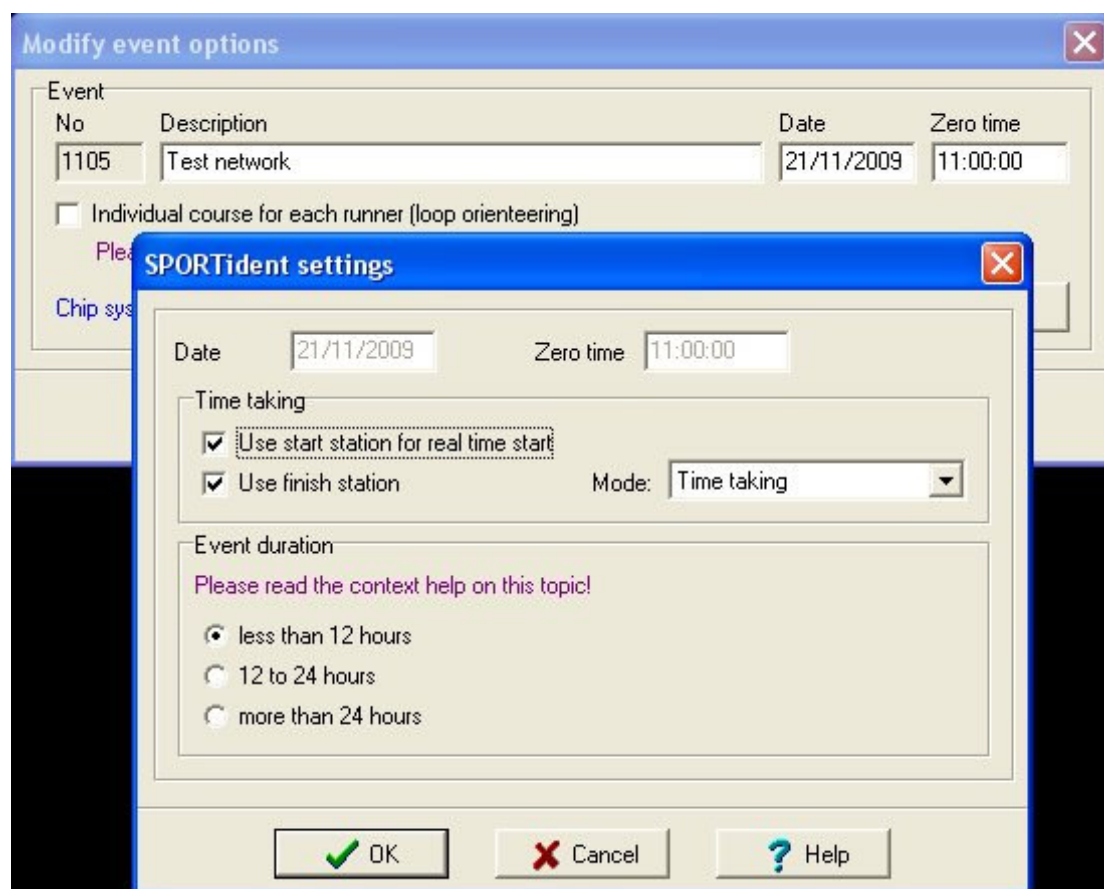 Modify event options
Event
No Description Date Zero time
1105 Test network 21/11/2009 11:00:00
Individual course for each runner (loop orienteering)
SPORTident settings
Chip
Date 21/11/2009 Zero time 11:00:00
Time taking
Use start station for real time start
Use finish station Mode: Time taking
Event duration
Please read the context help on this topic!
less than 12 hours
12 to 24 hours
more than 24 hours
OK Cancel Help